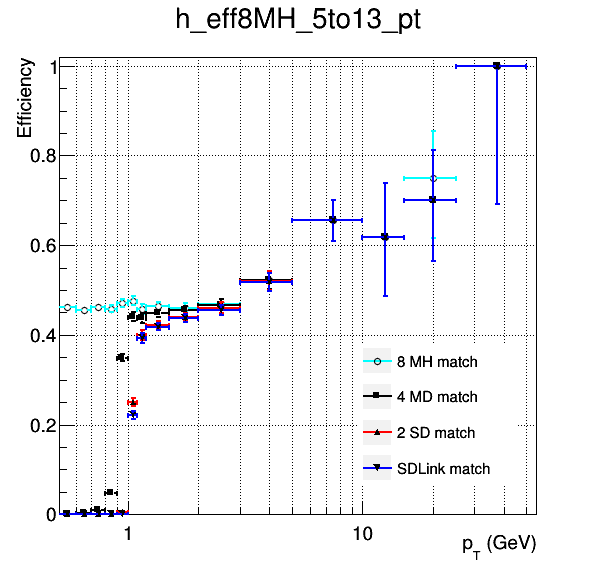 h_eff8MH_5to13_pt
Efficiency
1
0.8
0.6
0.4
0.2
0
8 MH match
4 MD match
2 SD match
SDLink match
1
10
p_T (GeV)